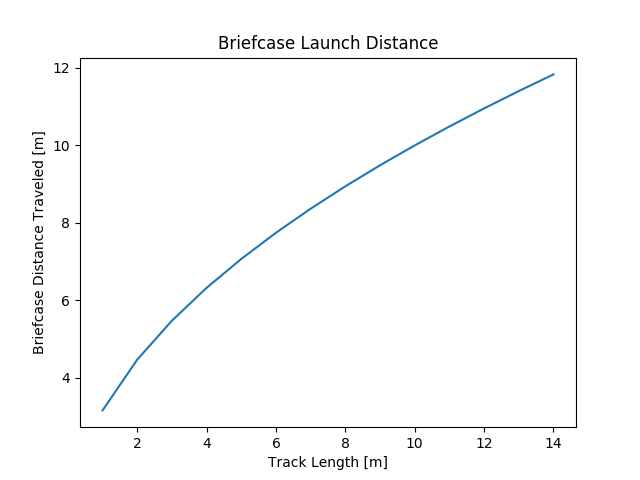 Briefcase Launch Distance
12
10
8
6
4
Briefcase Distance Traveled [m]
2 4 6 8 10 12 14
Track Length [m]